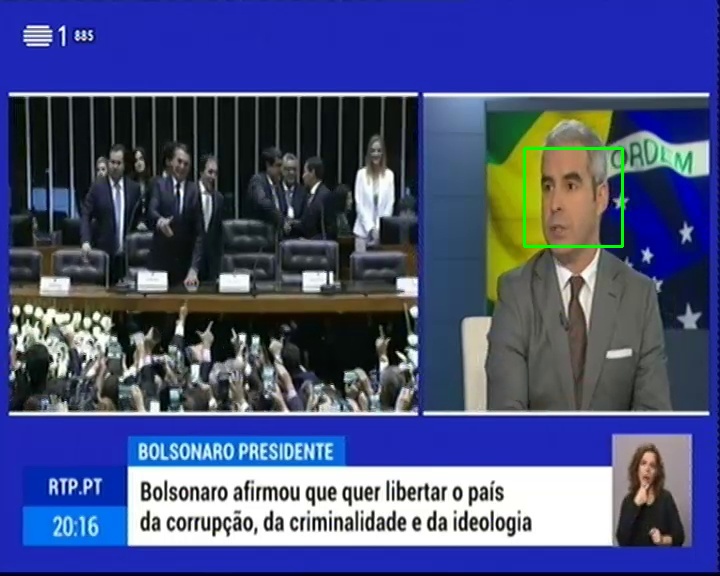 1 885
ORDEM
BOLSONARO PRESIDENTE
RTP.PT
Bolsonaro afirmou que quer libertar o país
20:16
da corrupção, da criminalidade e da ideologia